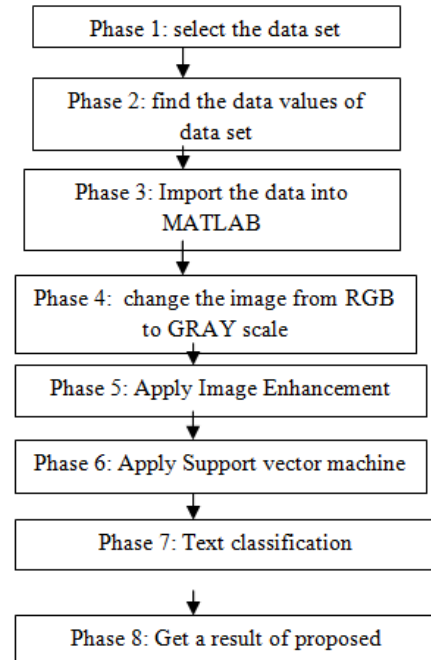 Phase 1: select the data set
Phase 2: find the data values of
data set
Phase 3: Import the data into
MATLAB
Phase 4: change the image from RGB
to GRAY scale
Phase 5: Apply Image Enhancement
Phase 6: Apply Support vector machine
Phase 7: Text classification
Phase 8: Get a result of proposed